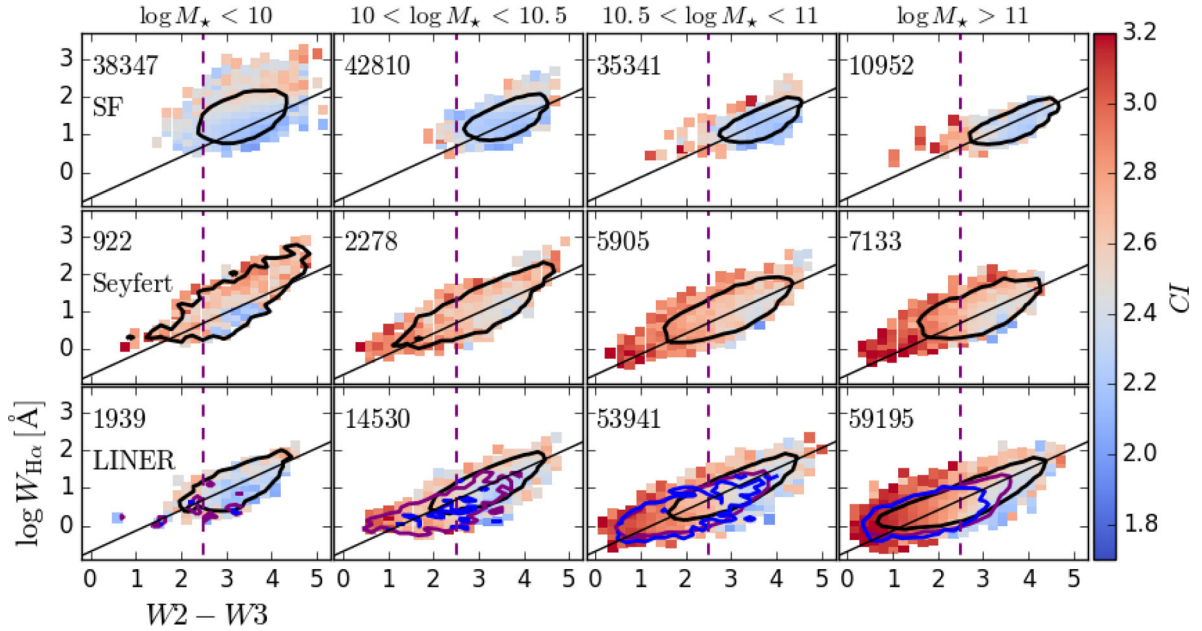 log M⋆ < 10 10 < log M⋆ < 10.5 10.5 < log M⋆ < 11 log M⋆ > 11
38347 42810 35341 10952
SF
3
2
1
0
922 2278 5905 7133
Seyfert
3
2
1
0
1939 14530 53941 59195
LINER
3
2
1
0
0 1 2 3 4 5 0 1 2 3 4 5 0 1 2 3 4 5 0 1 2 3 4 5
W2 − W3
log W_Hα [Å]
3.2
3.0
2.8
2.6
2.4
2.2
2.0
1.8
CI